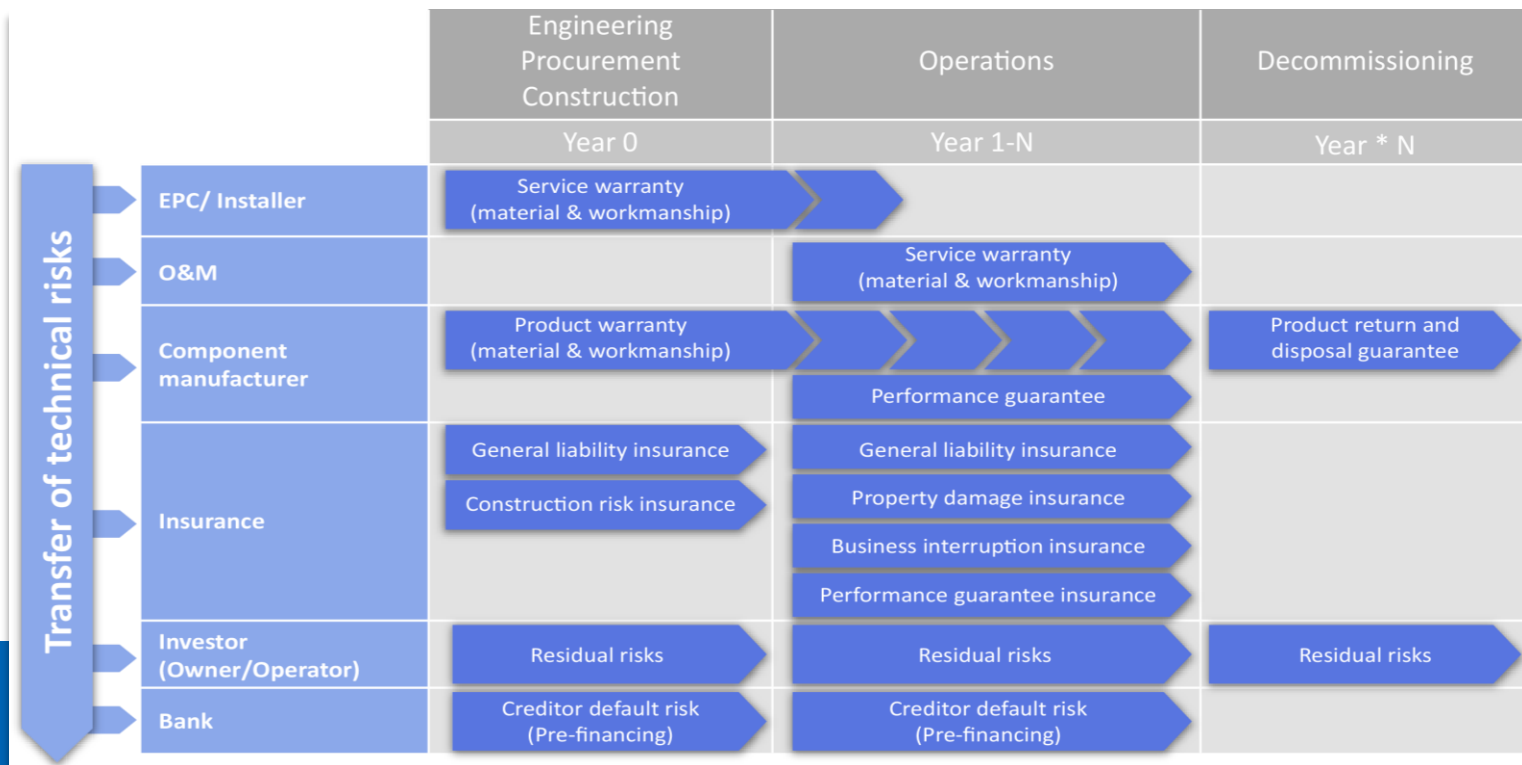 Engineering
Procurement
Construction
Operations
Decommissioning
Year 0
Year 1-N
Year * N
Transfer of technical risks
EPC/ Installer
Service warranty
(material & workmanship)
O&M
Service warranty
(material & workmanship)
Component
manufacturer
Product warranty
(material & workmanship)
Product return and
disposal guarantee
Performance guarantee
Insurance
General liability insurance
General liability insurance
Construction risk insurance
Property damage insurance
Business interruption insurance
Performance guarantee insurance
Investor
(Owner/Operator)
Residual risks
Residual risks
Residual risks
Bank
Creditor default risk
(Pre-financing)
Creditor default risk
(Pre-financing)